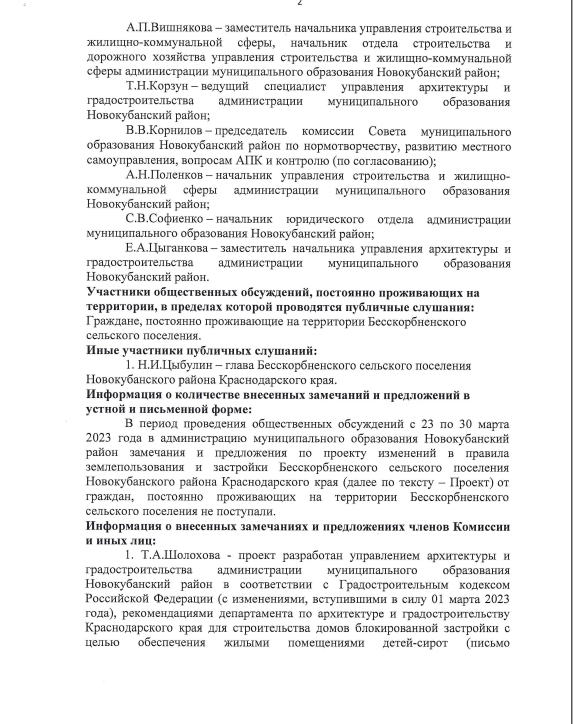 2
А.П.Вишнякова – заместитель начальника управления строительства и
жилищно-коммунальной сферы, начальник отдела строительства и
дорожного хозяйства управления строительства и жилищно-коммунальной
сферы администрации муниципального образования Новокубанский район;
Т.Н.Корзун – ведущий специалист управления архитектуры и
градостроительства администрации муниципального образования
Новокубанский район;
В.В.Корнилов – председатель комиссии Совета муниципального
образования Новокубанский район по нормотворчеству, развитию местного
самоуправления, вопросам АПК и контролю (по согласованию);
А.Н.Поленков – начальник управления строительства и жилищно-
коммунальной сферы администрации муниципального образования
Новокубанский район;
С.В.Софиенко – начальник юридического отдела администрации
муниципального образования Новокубанский район;
Е.А.Цыганкова – заместитель начальника управления архитектуры и
градостроительства администрации муниципального образования
Новокубанский район.
Участники общественных обсуждений, постоянно проживающих на
территории, в пределах которой проводятся публичные слушания:
Граждане, постоянно проживающие на территории Бесскорбненского
сельского поселения.
Иные участники публичных слушаний:
1. Н.И.Цыбулин – глава Бесскорбненского сельского поселения
Новокубанского района Краснодарского края.
Информация о количестве внесенных замечаний и предложений в
устной и письменной форме:
В период проведения общественных обсуждений с 23 по 30 марта
2023 года в администрацию муниципального образования Новокубанский
район замечания и предложения по проекту изменений в правила
землепользования и застройки Бесскорбненского сельского поселения
Новокубанского района Краснодарского края (далее по тексту – Проект) от
граждан, постоянно проживающих на территории Бесскорбненского
сельского поселения не поступали.
Информация о внесенных замечаниях и предложениях членов Комиссии
и иных лиц:
1. Т.А.Шолохова - проект разработан управлением архитектуры и
градостроительства администрации муниципального образования
Новокубанский район в соответствии с Градостроительным кодексом
Российской Федерации (с изменениями, вступившими в силу 01 марта 2023
года), рекомендациями департамента по архитектуре и градостроительству
Краснодарского края для строительства домов блокированной застройки с
целью обеспечения жилыми помещениями детей-сирот (письмо